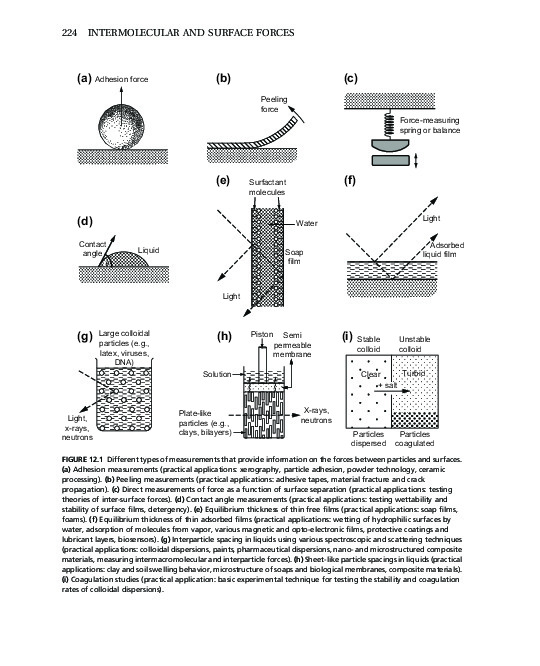 224 INTERMOLECULAR AND SURFACE FORCES
(a) Adhesion force
(b)
Peeling
force
(c)
Force-measuring
spring or balance
(d)
Contact
angle
Liquid
(e)
Surfactant
molecules
Water
Soap
film
Light
(f)
Light
Adsorbed
liquid film
(g) Large colloidal
particles (e.g.,
latex, viruses,
DNA)
Light,
x-rays,
neutrons
(h)
Piston
Semi
permeable
membrane
Solution
Plate-like
particles (e.g.,
clays, bilayers)
X-rays,
neutrons
(i)
Stable
colloid
Unstable
colloid
Clear
Turbid
+ salt
Particles
dispersed
Particles
coagulated
FIGURE 12.1 Different types of measurements that provide information on the forces between particles and surfaces.
(a) Adhesion measurements (practical applications: xerography, particle adhesion, powder technology, ceramic
processing). (b) Peeling measurements (practical applications: adhesive tapes, material fracture and crack
propagation). (c) Direct measurements of force as a function of surface separation (practical applications: testing
theories of inter-surface forces). (d) Contact angle measurements (practical applications: testing wettability and
stability of surface films, detergency). (e) Equilibrium thickness of thin free films (practical applications: soap films,
foams). (f) Equilibrium thickness of thin adsorbed films (practical applications: wetting of hydrophilic surfaces by
water, adsorption of molecules from vapor, various magnetic and opto-electronic films, protective coatings and
lubricant layers, biosensors). (g) Interparticle spacing in liquids using various spectroscopic and scattering techniques
(practical applications: colloidal dispersions, paints, pharmaceutical dispersions, nano- and microstructured composite
materials, measuring intermacromolecular and interparticle forces). (h) Sheet-like particle spacings in liquids (practical
applications: clay and soil swelling behavior, microstructure of soaps and biological membranes, composite materials).
(i) Coagulation studies (practical application: basic experimental technique for testing the stability and coagulation
rates of colloidal dispersions).